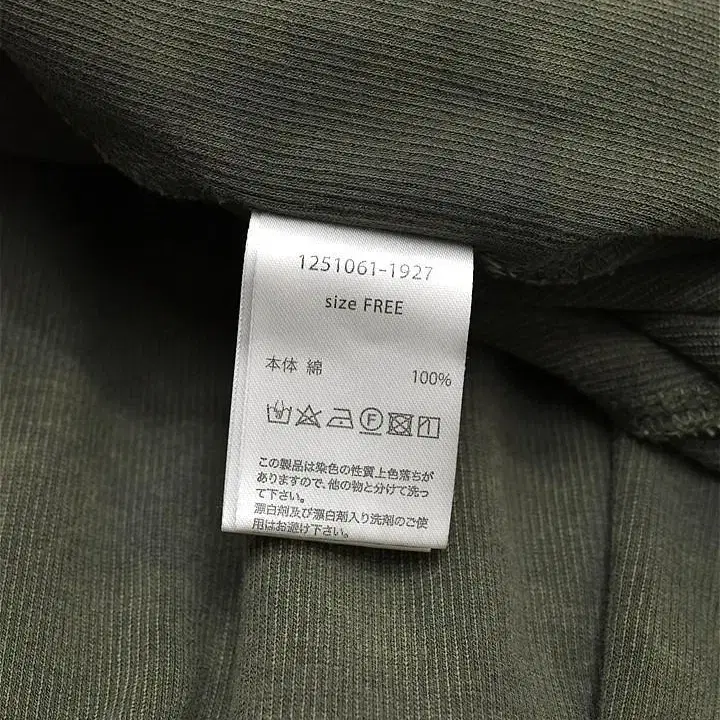 1251061-1927
size FREE
本体 綿 100%
F
この製品は染色の性質上色落ちが
ありますので、他の物と分けて洗っ
て下さい。
漂白剤及び漂白剤入り洗剤のご使
用はお避け下さい。